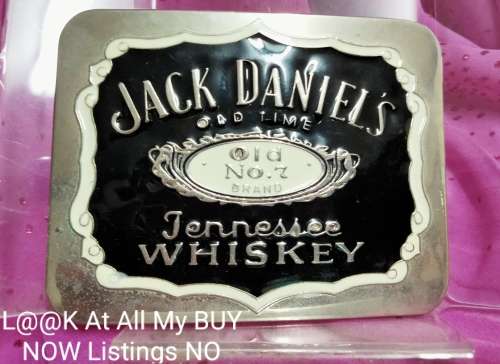 JACK DANIEL'S
OLD TIME
Old
No.7
BRAND
Tennessee
WHISKEY
L@@K At All My BUY
NOW Listings NO